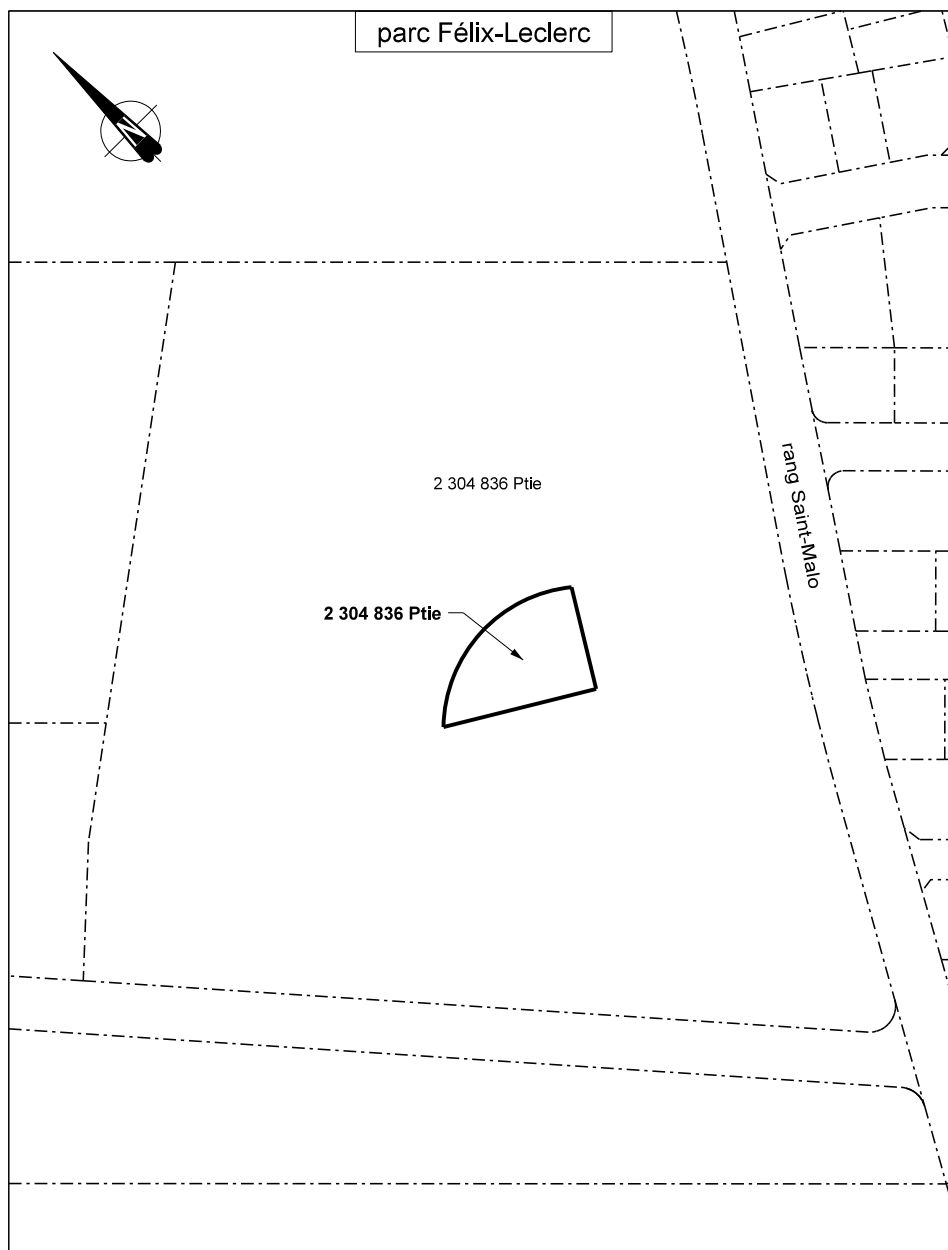 parc Félix-Leclerc
N
2 304 836 Ptie
rang Saint-Malo
2 304 836 Ptie